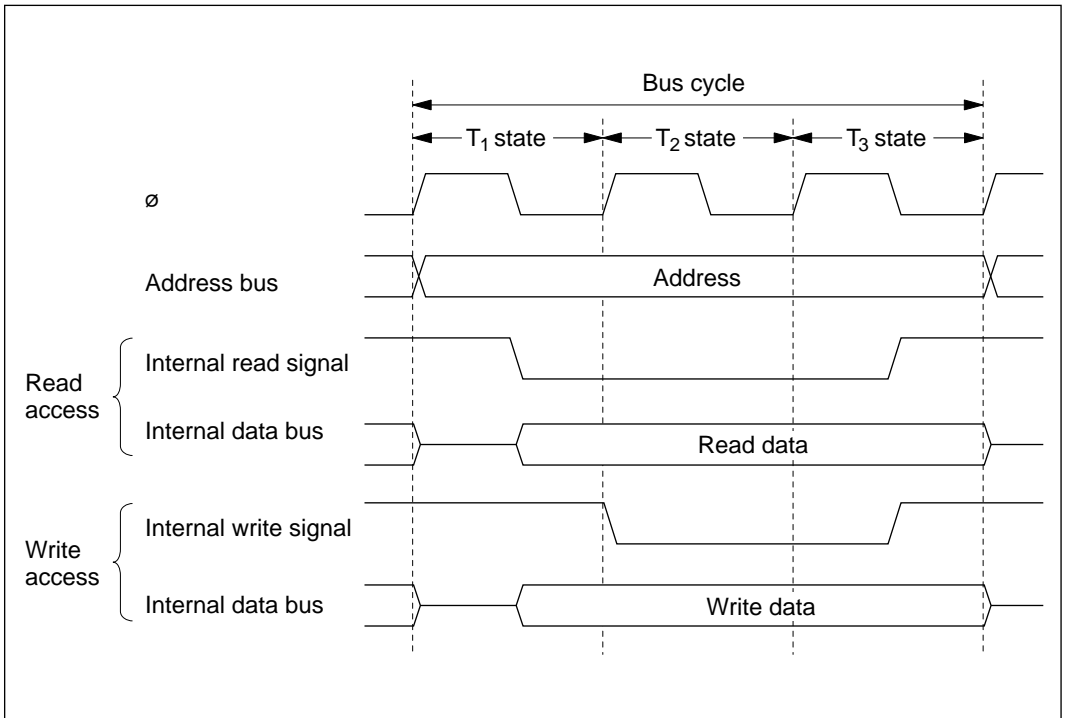 Bus cycle
T1 state T2 state T3 state
ø
Address bus Address
Internal read signal
Read
access
Internal data bus Read data
Internal write signal
Write
access
Internal data bus Write data